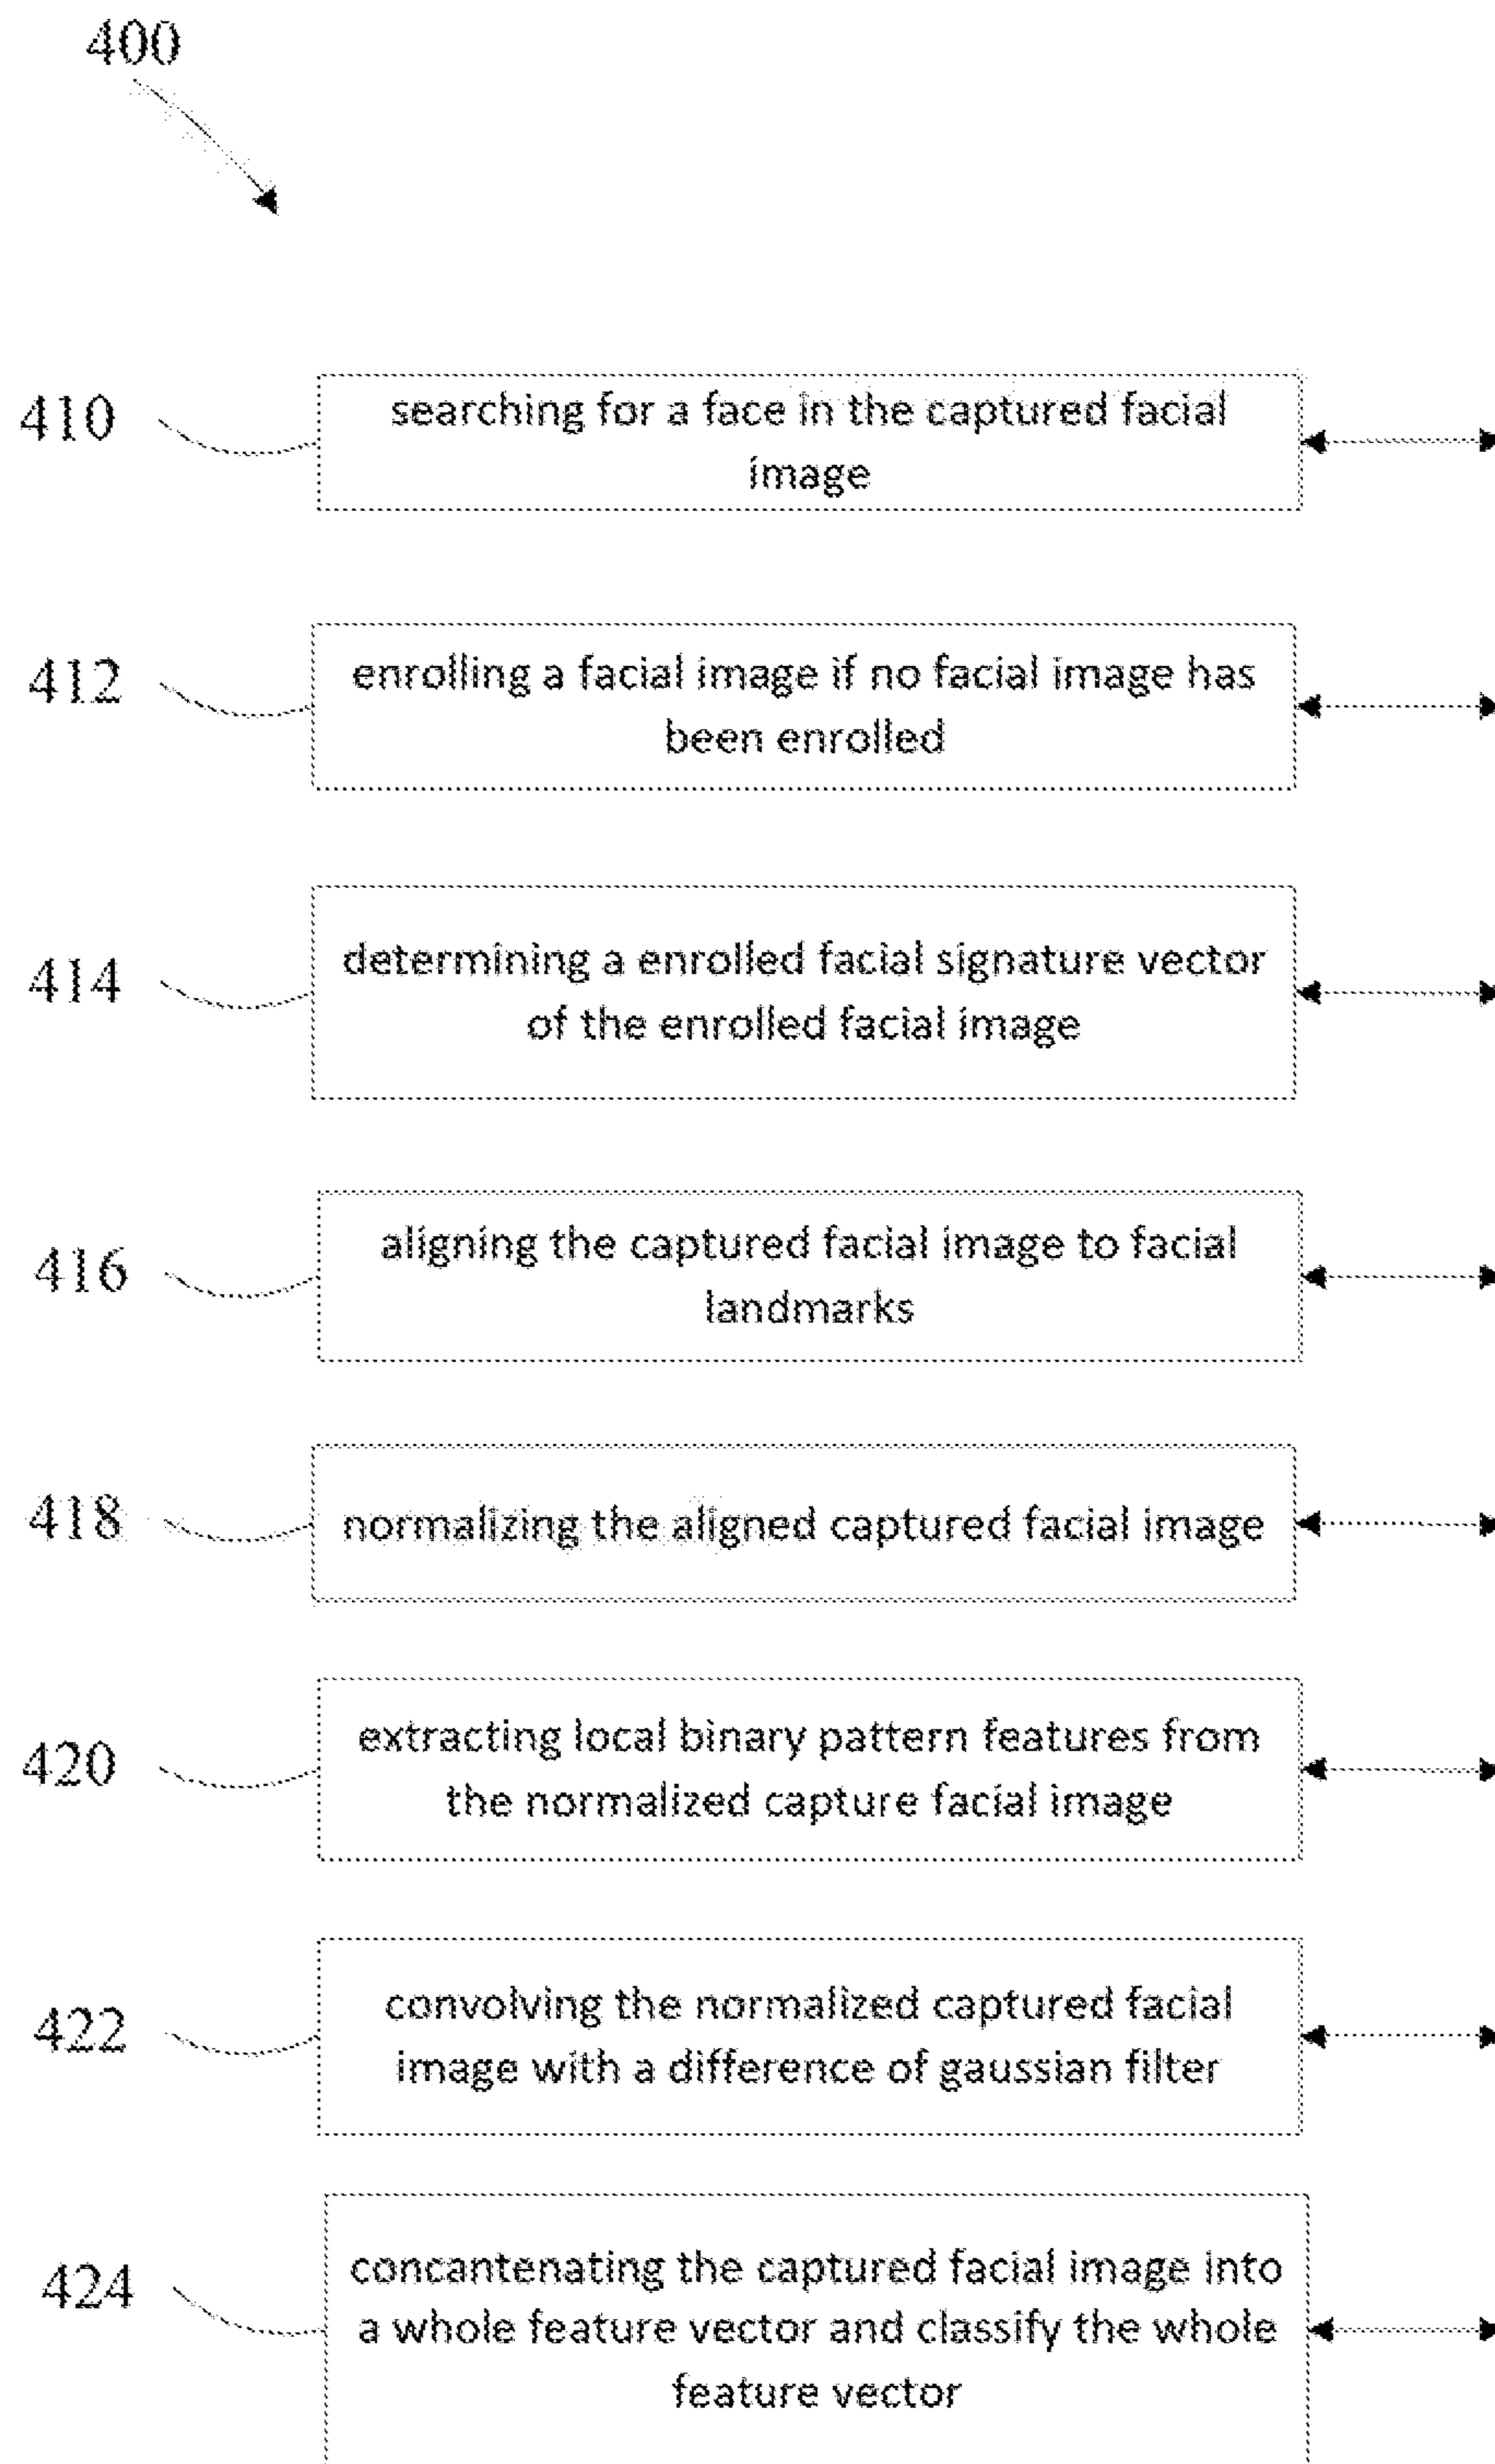 400
410
searching for a face in the captured facial
image
412
enrolling a facial image if no facial image has
been enrolled
414
determining a enrolled facial signature vector
of the enrolled facial image
416
aligning the captured facial image to facial
landmarks
418
normalizing the aligned captured facial image
420
extracting local binary pattern features from
the normalized capture facial image
422
convolving the normalized captured facial
image with a difference of gaussian filter
424
concantenating the captured facial image into
a whole feature vector and classify the whole
feature vector